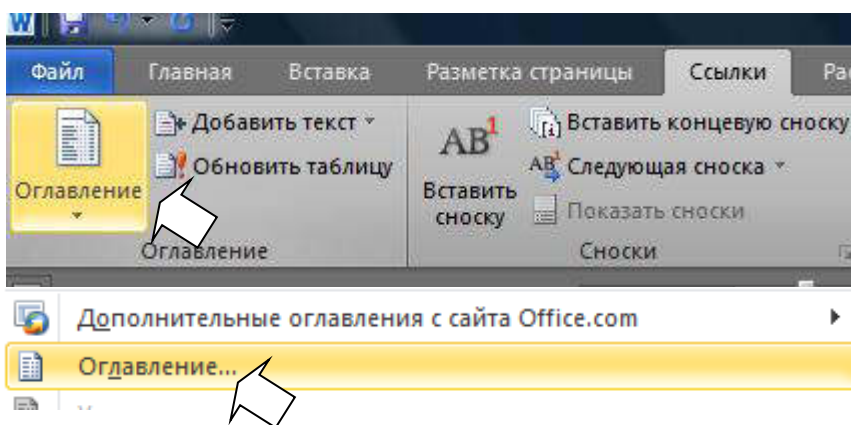 W
Файл Главная Вставка Разметка страницы Ссылки
Оглавление
Добавить текст
Обновить таблицу
Оглавление
AB1
Вставить
сноску
Вставить концевую сноску
AB Следующая сноска
Показать сноски
Сноски
Дополнительные оглавления с сайта Office.com
Оглавление...